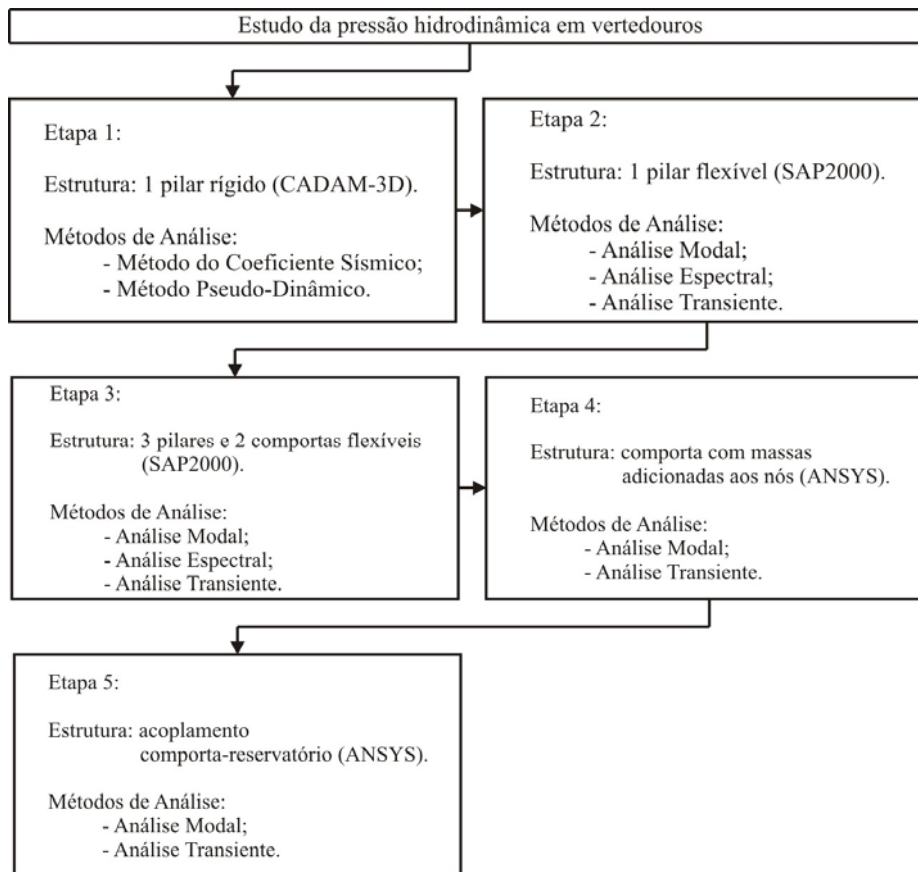 Estudo da pressão hidrodinâmica em vertedouros
Etapa 1:
Estrutura: 1 pilar rígido (CADAM-3D).
Métodos de Análise:
- Método do Coeficiente Sísmico;
- Método Pseudo-Dinâmico.
Etapa 2:
Estrutura: 1 pilar flexível (SAP2000).
Métodos de Análise:
- Análise Modal;
- Análise Espectral;
- Análise Transiente.
Etapa 3:
Estrutura: 3 pilares e 2 comportas flexíveis
(SAP2000).
Métodos de Análise:
- Análise Modal;
- Análise Espectral;
- Análise Transiente.
Etapa 4:
Estrutura: comporta com massas
adicionadas aos nós (ANSYS).
Métodos de Análise:
- Análise Modal;
- Análise Transiente.
Etapa 5:
Estrutura: acoplamento
comporta-reservatório (ANSYS).
Métodos de Análise:
- Análise Modal;
- Análise Transiente.